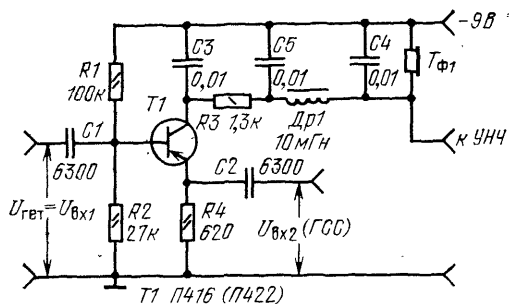 -9В
C3
C5
C4
Тф1
R1
100к
0,01
0,01
0,01
T1
C1
R3
1,3к
Др1
10мГн
к УНЧ
6300
C2
6300
Uгет=Uвх1
R2
27к
R4
620
Uвх2(ГСС)
T1 П416 (П422)